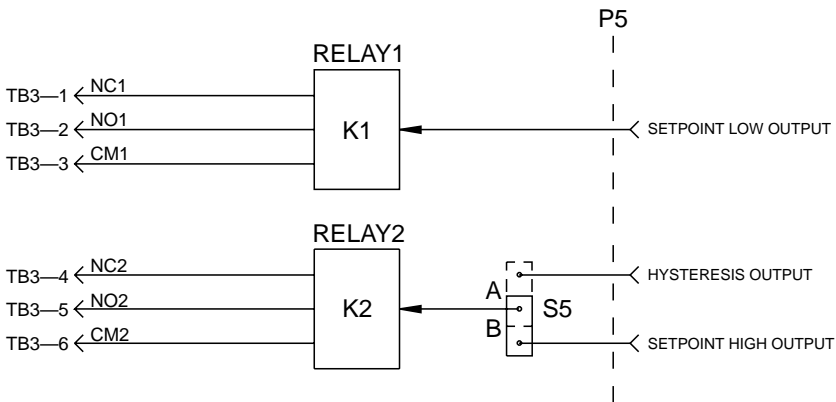 P5
RELAY1
TB3—1 NC1
TB3—2 NO1
TB3—3 CM1
K1
SETPOINT LOW OUTPUT
RELAY2
TB3—4 NC2
TB3—5 NO2
TB3—6 CM2
K2
A
B
S5
HYSTERESIS OUTPUT
SETPOINT HIGH OUTPUT